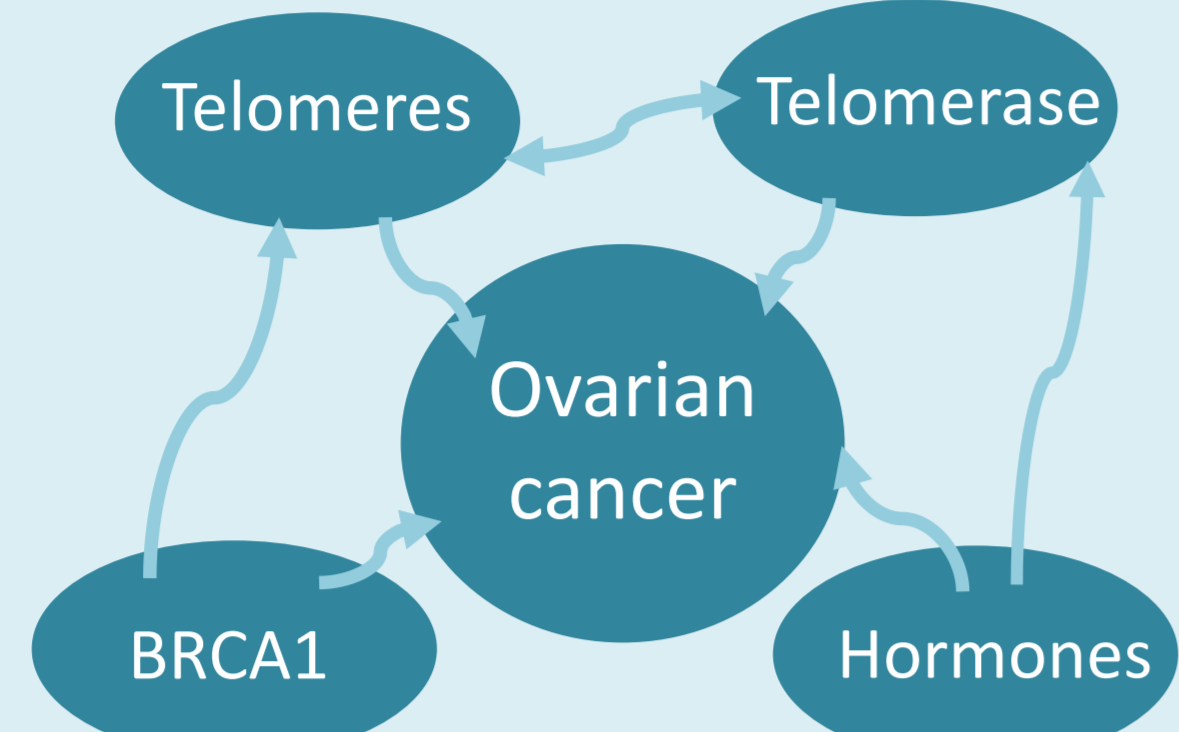 Telomeres
Telomerase
Ovarian
cancer
BRCA1
Hormones